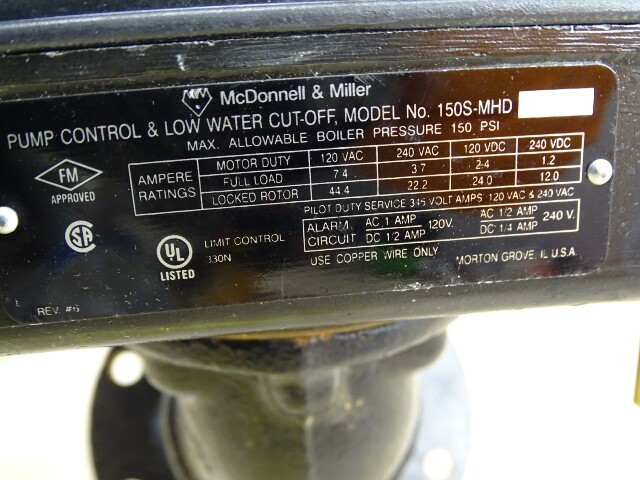 McDonnell & Miller
PUMP CONTROL & LOW WATER CUT-OFF, MODEL No. 150S-MHD
MAX. ALLOWABLE BOILER PRESSURE 150 PSI
FM
APPROVED
AMPERE RATINGS
MOTOR DUTY 120 VAC 240 VAC 120 VDC 240 VDC
FULL LOAD 7.4 3.7 2.4 1.2
LOCKED ROTOR 44.4 22.2 24.0 12.0
PILOT DUTY SERVICE 345 VOLT AMPS 120 VAC & 240 VAC
ALARM CIRCUIT
AC 1 AMP 120V. AC 1/2 AMP 240 V.
DC 1/2 AMP DC 1/4 AMP
SA
UL
LISTED
LIMIT CONTROL
330N
USE COPPER WIRE ONLY MORTON GROVE, IL U.S.A.
REV. #6